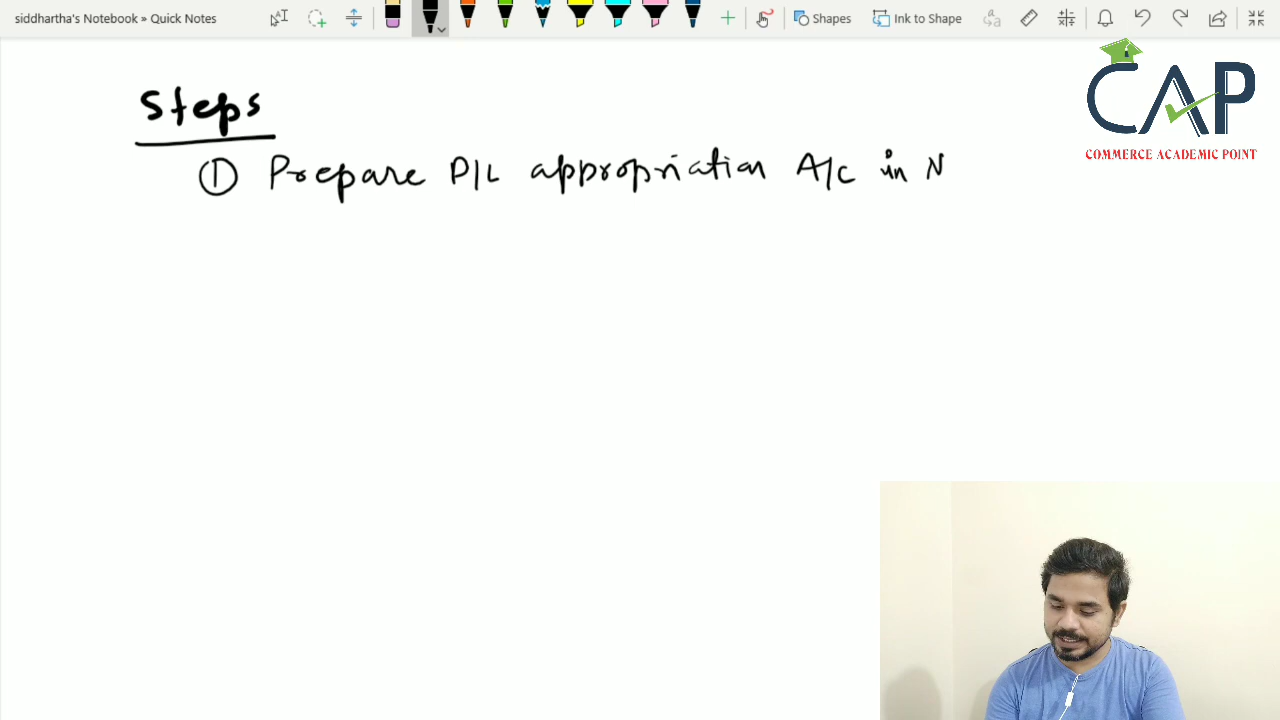 siddhartha's Notebook » Quick Notes
Shapes
Ink to Shape
CAP
COMMERCE ACADEMIC POINT
Steps
① Prepare P/L appropriation A/c in N